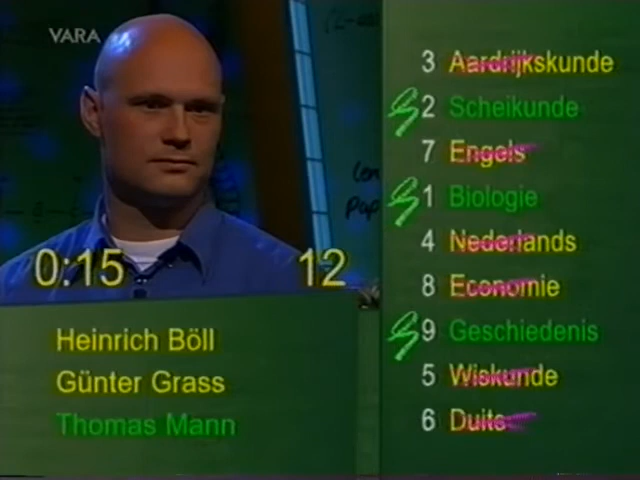 VARA
0:15 12
Heinrich Böll
Günter Grass
Thomas Mann
3 Aardrijkskunde
2 Scheikunde
7 Engels
1 Biologie
4 Nederlands
8 Economie
9 Geschiedenis
5 Wiskunde
6 Duits